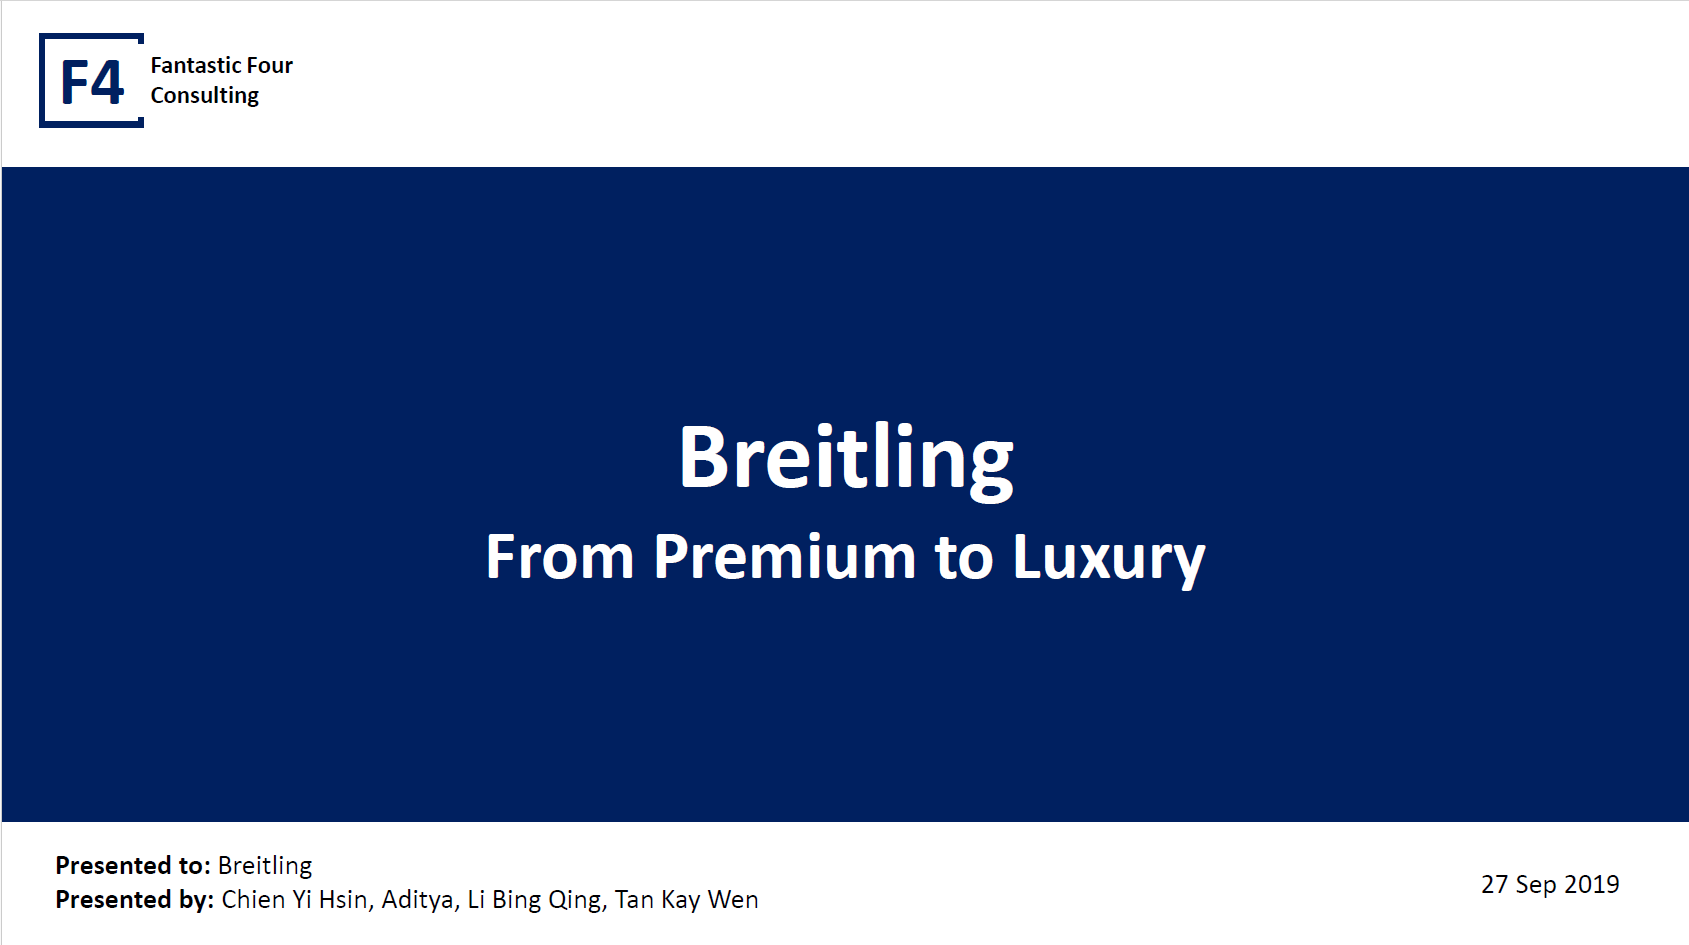 F4
Fantastic Four
Consulting
Breitling
From Premium to Luxury
Presented to: Breitling
Presented by: Chien Yi Hsin, Aditya, Li Bing Qing, Tan Kay Wen
27 Sep 2019